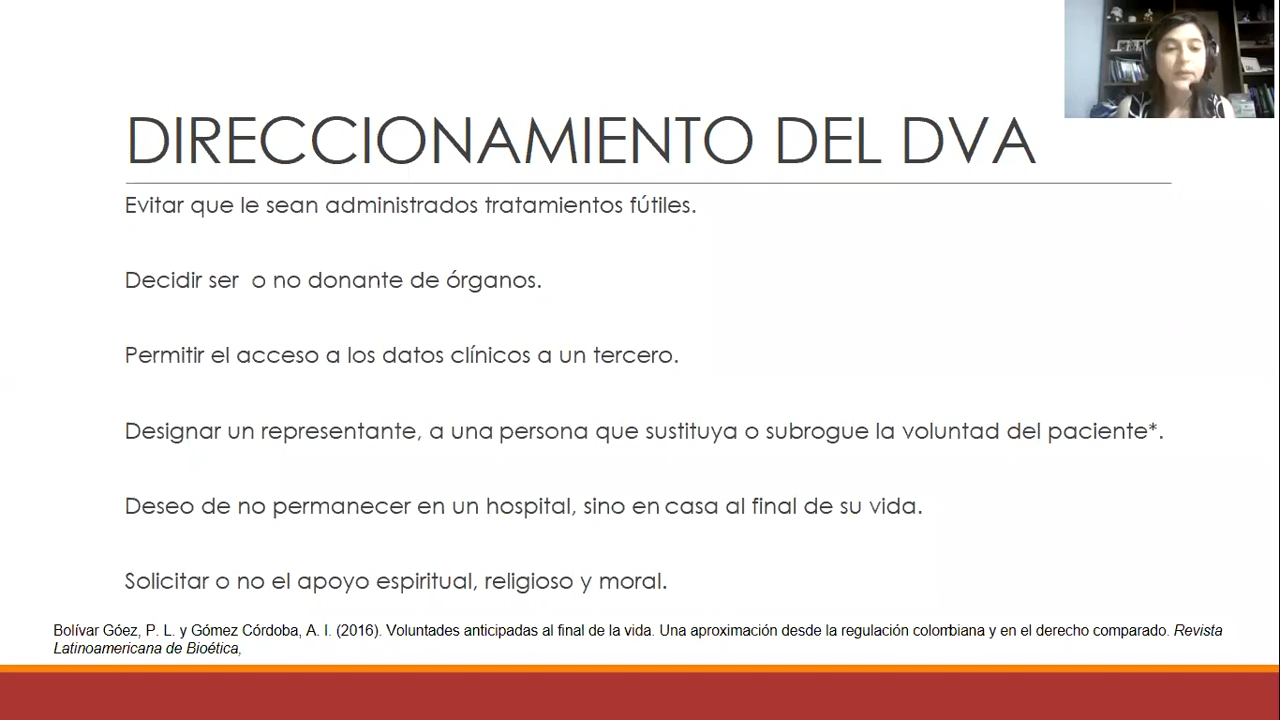 DIRECCIONAMIENTO DEL DVA
Evitar que le sean administrados tratamientos fútiles.
Decidir ser o no donante de órganos.
Permitir el acceso a los datos clínicos a un tercero.
Designar un representante, a una persona que sustituya o subrogue la voluntad del paciente*.
Deseo de no permanecer en un hospital, sino en casa al final de su vida.
Solicitar o no el apoyo espiritual, religioso y moral.
Bolívar Góez, P. L. y Gómez Córdoba, A. I. (2016). Voluntades anticipadas al final de la vida. Una aproximación desde la regulación colombiana y en el derecho comparado. Revista
Latinoamericana de Bioética,